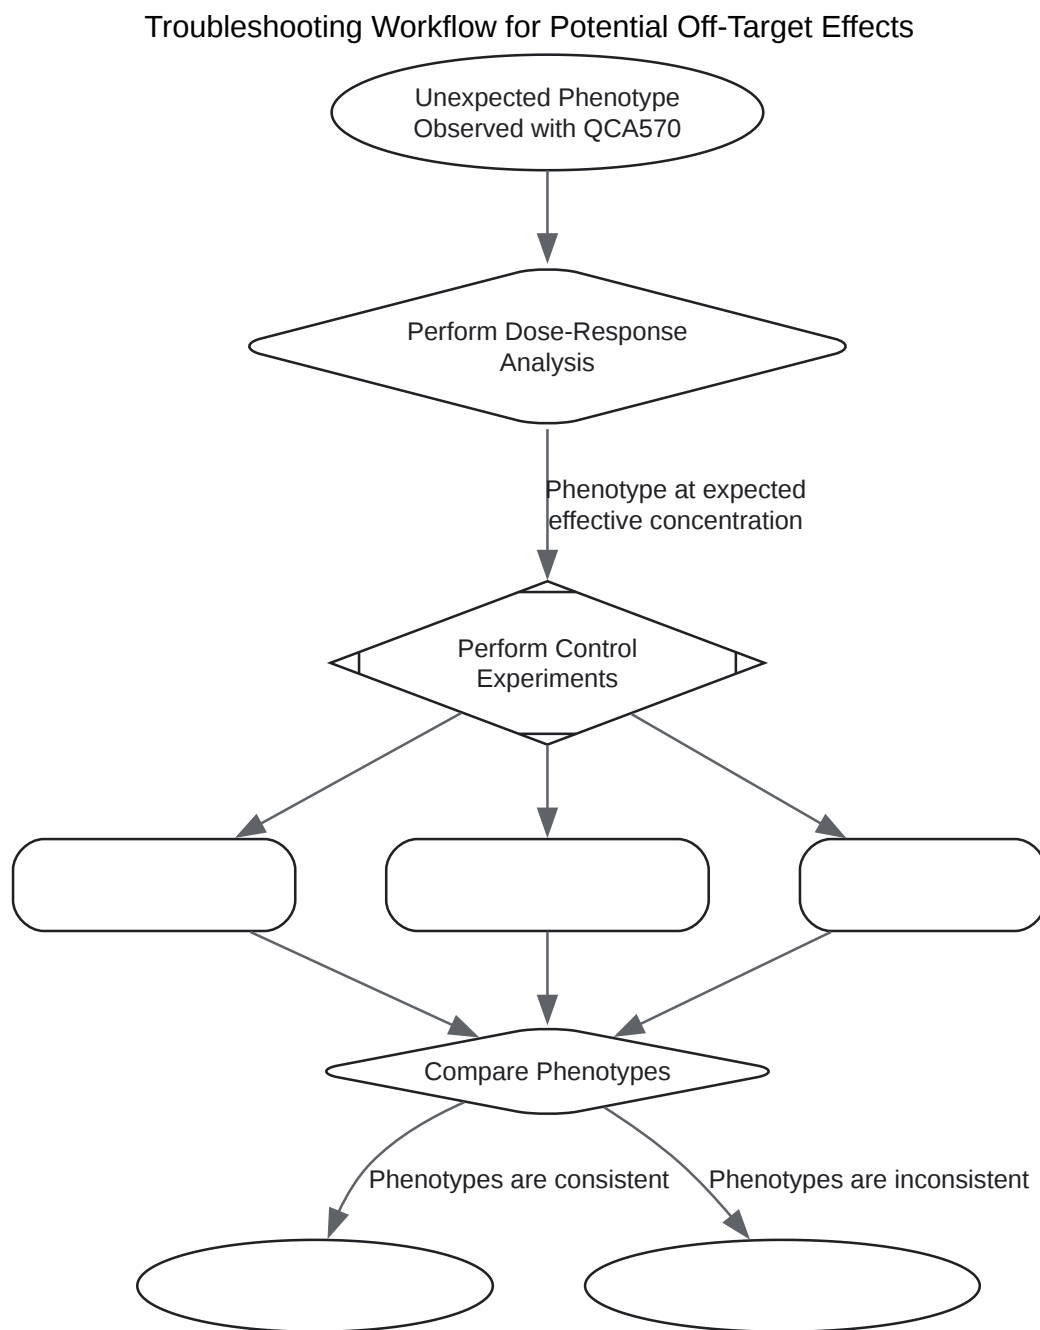 Troubleshooting Workflow for Potential Off-Target Effects
Unexpected Phenotype
Observed with QCA570
Perform Dose-Response
Analysis
Phenotype at expected
effective concentration
Perform Control
Experiments
Compare Phenotypes
Phenotypes are consistent
Phenotypes are inconsistent